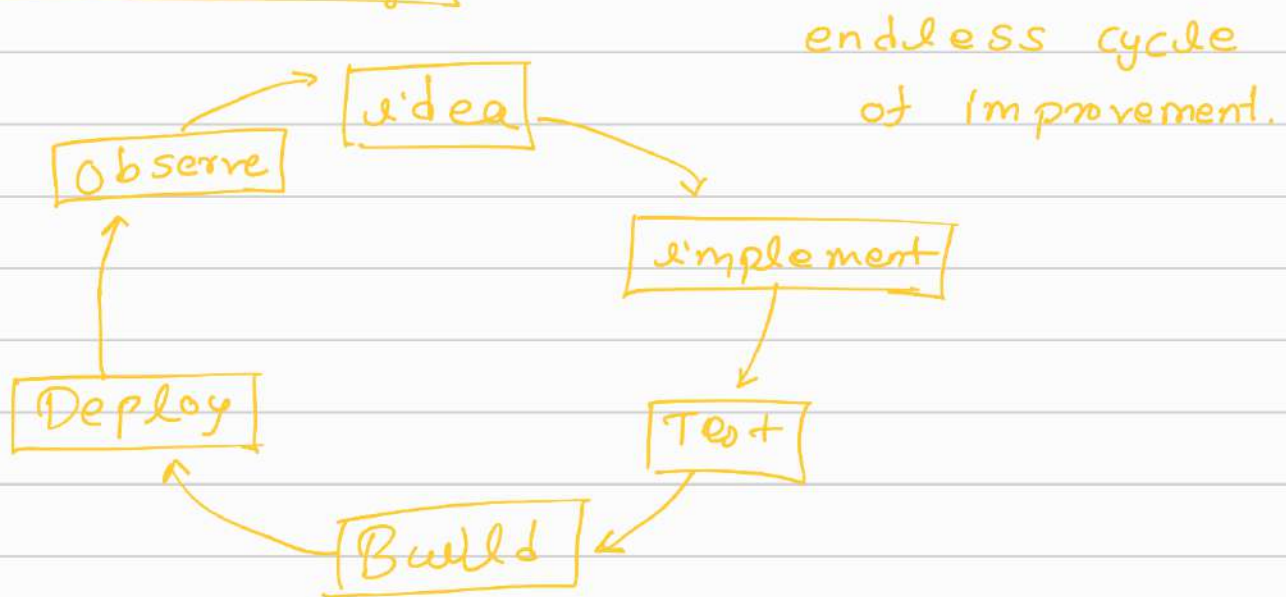 endless cycle
of improvement.
idea
Observe
implement
Deploy
Test
Build